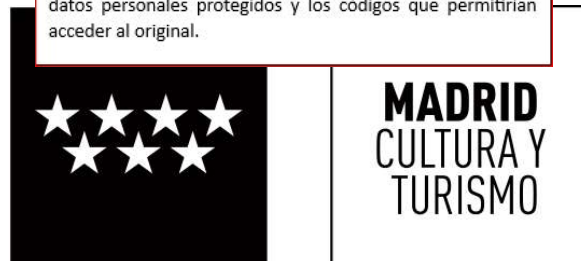 datos personales protegidos y los códigos que permitirían
acceder al original.
MADRID
CULTURA Y
TURISMO